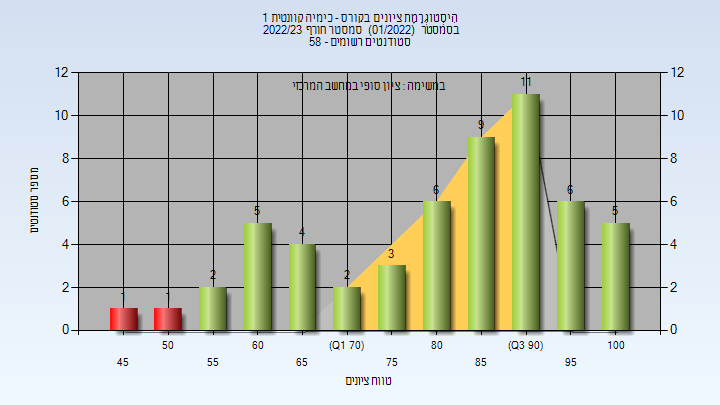 היסטוגרמת ציונים בקורס - כימיה קוונטית 1
בסמסטר (01/2022) סמסטר חורף 2022/23
סטודנטים רשומים - 58
במשימה : ציון סופי במחשב המרכזי
מספר סטודנטים
12 12
10 10
8 8
6 6
4 4
2 2
0 0
1 1 2 5 4 2 3 6 9 11 6 5
50 60 (Q1 70) 80 (Q3 90) 100
45 55 65 75 85 95
טווח ציונים